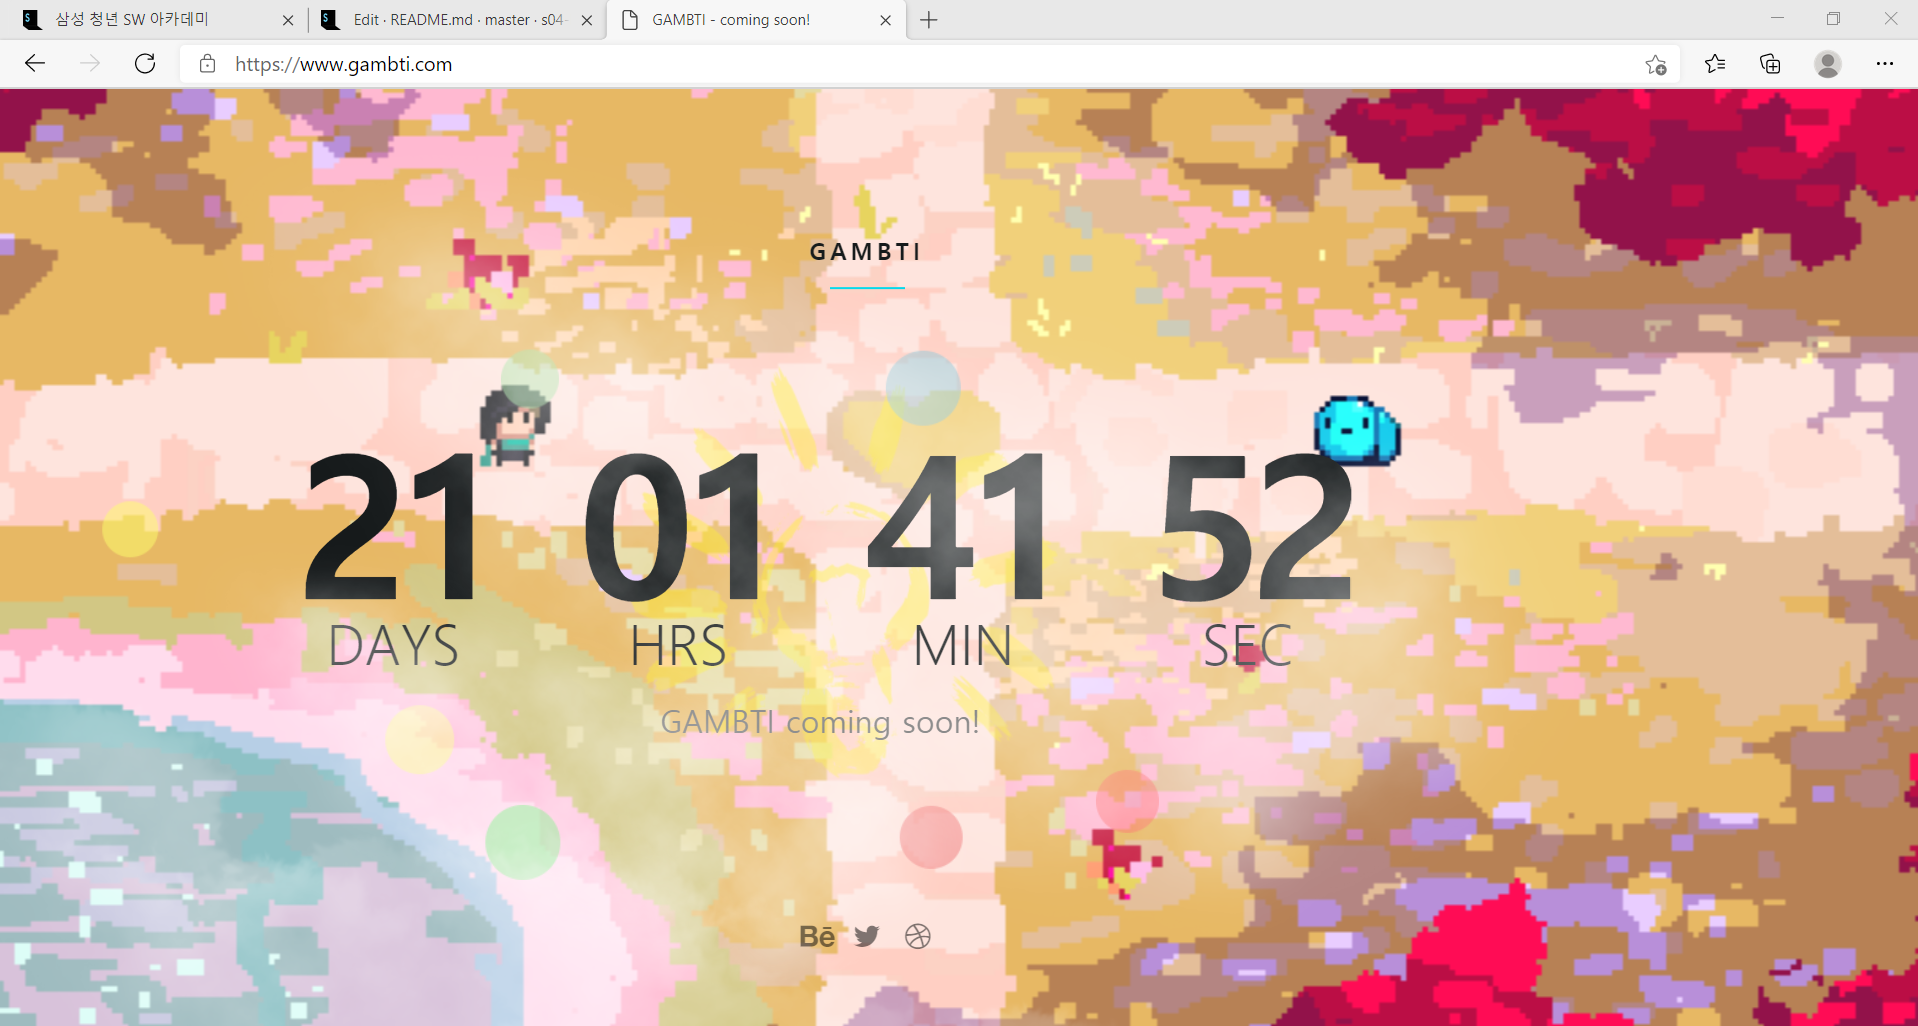 삼성 청년 SW 아카데미
Edit · README.md · master · s04-
GAMBTI - coming soon!
https://www.gambti.com
GAMBTI
21 01 41 52
DAYS HRS MIN SEC
GAMBTI coming soon!
Bē